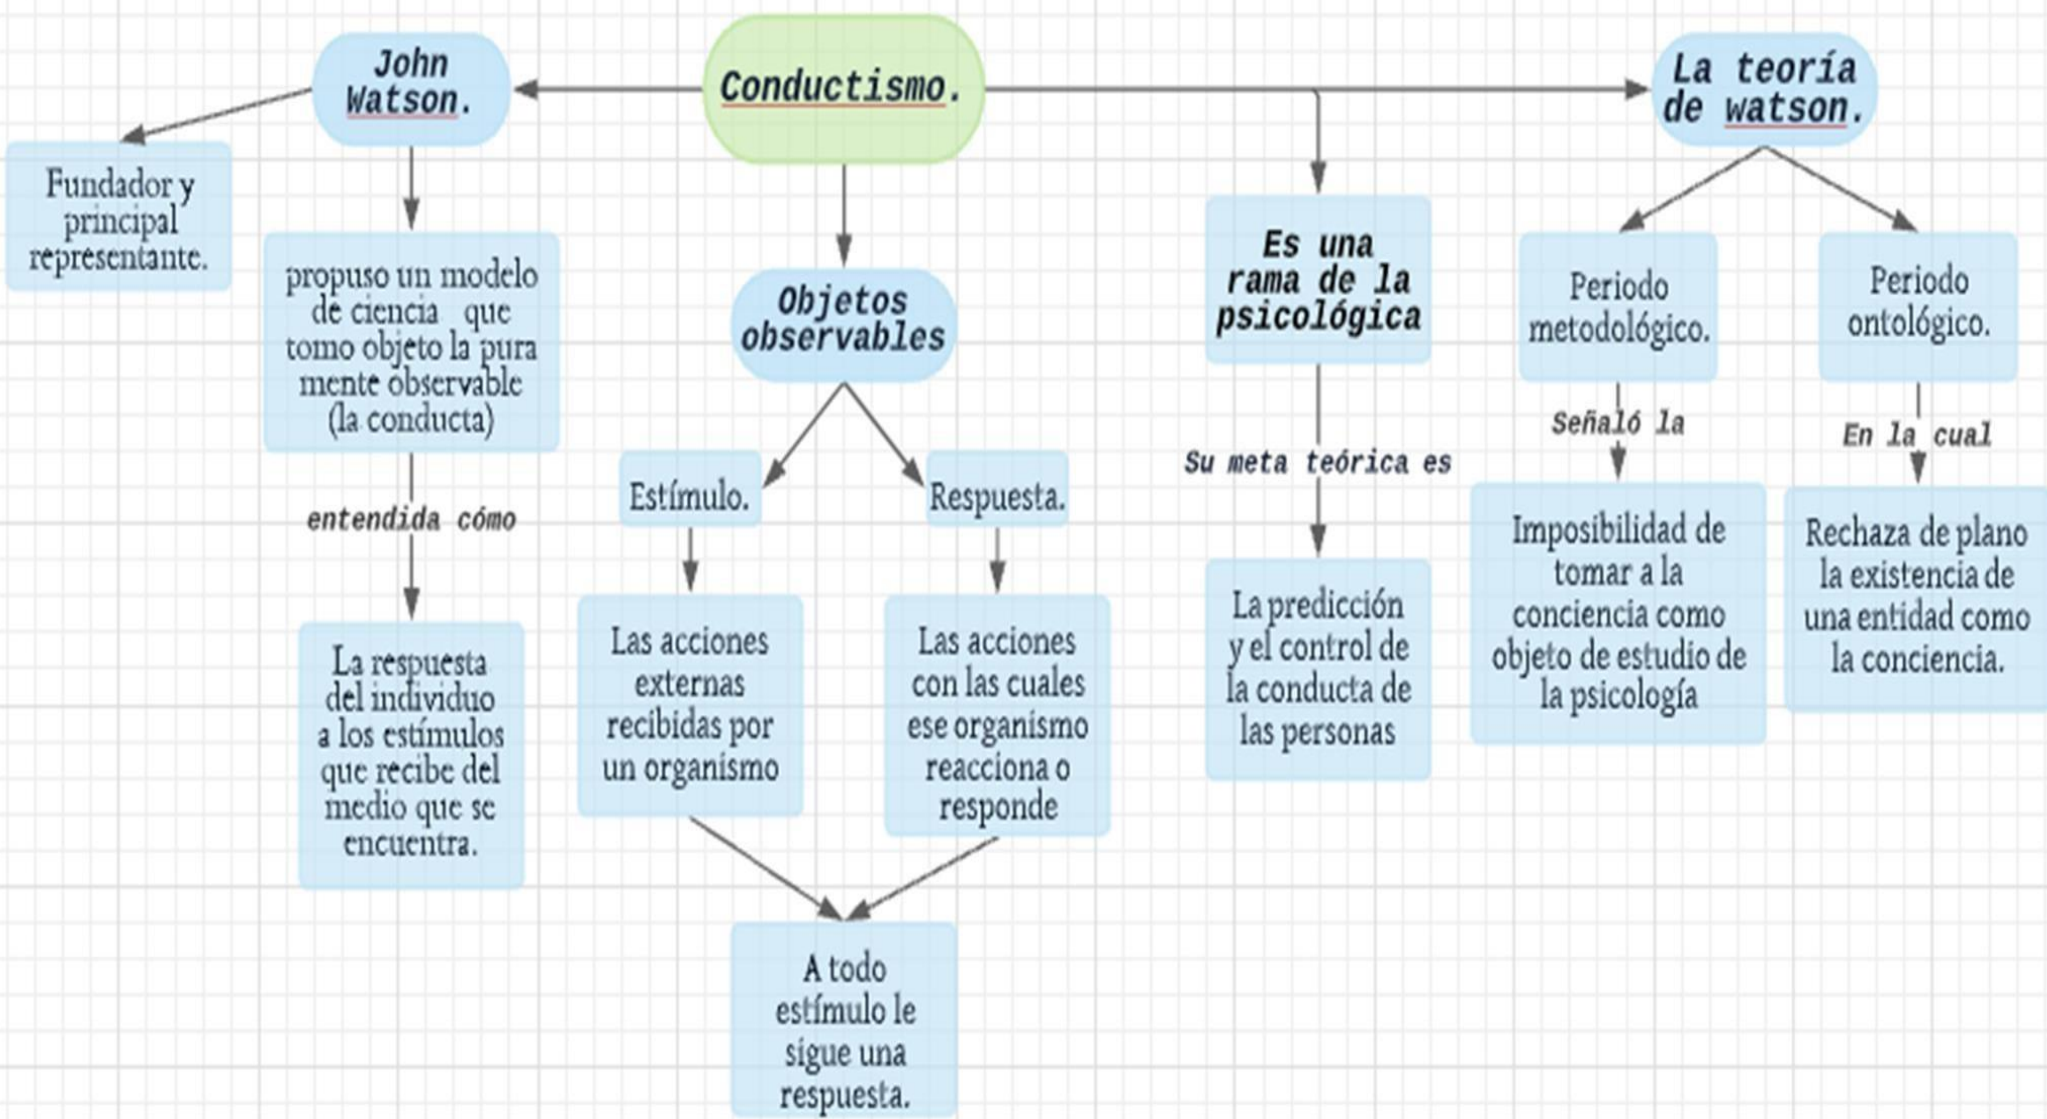 John
Watson.
Conductismo.
La teoría
de watson.
Fundador y
principal
representante.
propuso un modelo
de ciencia que
tomo objeto la pura
mente observable
(la conducta)
entendida cómo
La respuesta
del individuo
a los estímulos
que recibe del
medio que se
encuentra.
Objetos
observables
Estímulo.
Respuesta.
Las acciones
externas
recibidas por
un organismo
Las acciones
con las cuales
ese organismo
reacciona o
responde
A todo
estímulo le
sigue una
respuesta.
Es una
rama de la
psicológica
Su meta teórica es
La predicción
y el control de
la conducta de
las personas
Periodo
metodológico.
Señaló la
Imposibilidad de
tomar a la
conciencia como
objeto de estudio de
la psicología
Periodo
ontológico.
En la cual
Rechaza de plano
la existencia de
una entidad como
la conciencia.